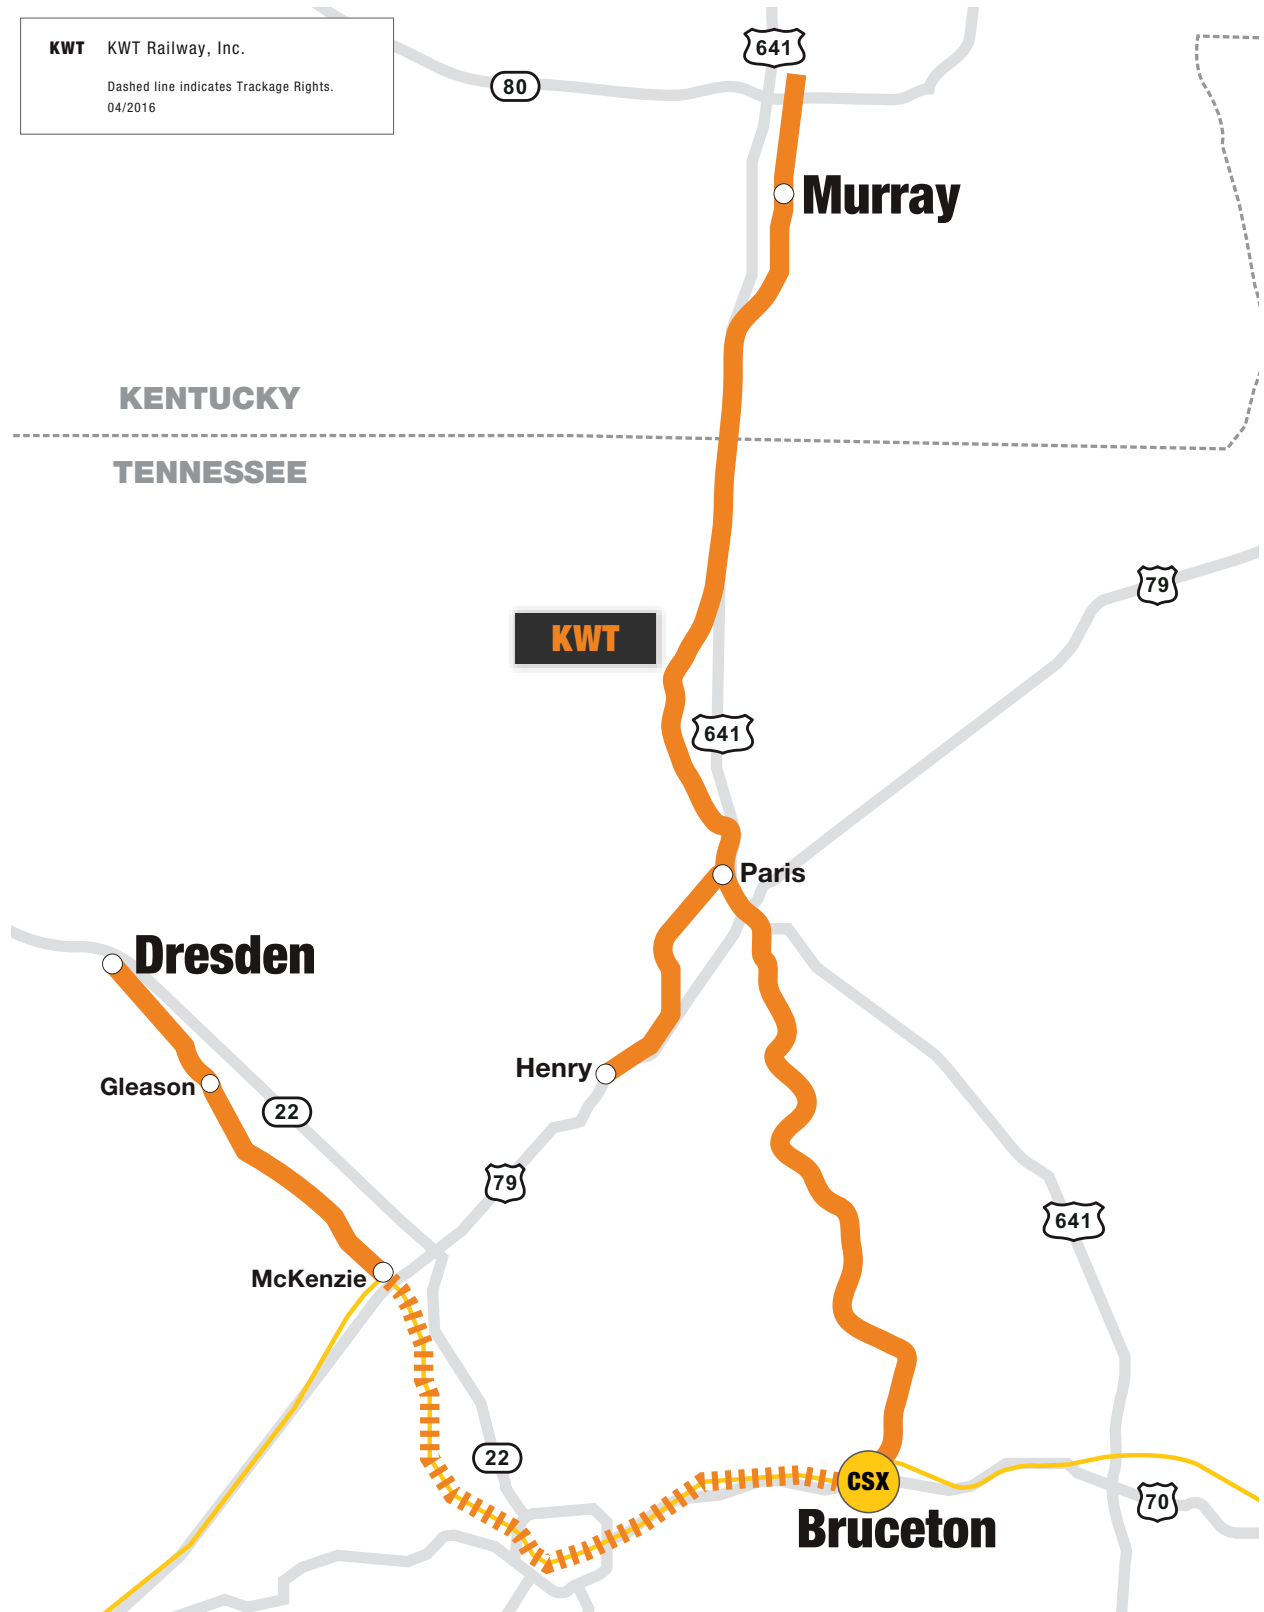 KWT KWT Railway, Inc.
Dashed line indicates Trackage Rights.
04/2016
641
80
Murray
KENTUCKY
TENNESSEE
79
KWT
641
Paris
Dresden
Henry
Gleason
22
79
641
McKenzie
22
CSX
70
Bruceton